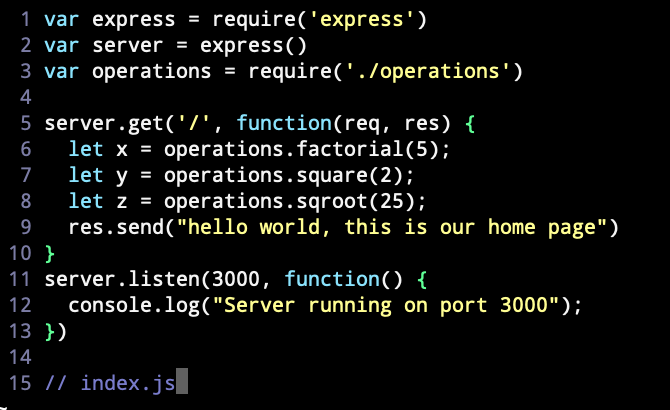 1 var express = require('express')
2 var server = express()
3 var operations = require('./operations')
4
5 server.get('/', function(req, res) {
6   let x = operations.factorial(5);
7   let y = operations.square(2);
8   let z = operations.sqroot(25);
9   res.send("hello world, this is our home page")
10 }
11 server.listen(3000, function() {
12   console.log("Server running on port 3000");
13 })
14
15 // index.js
~